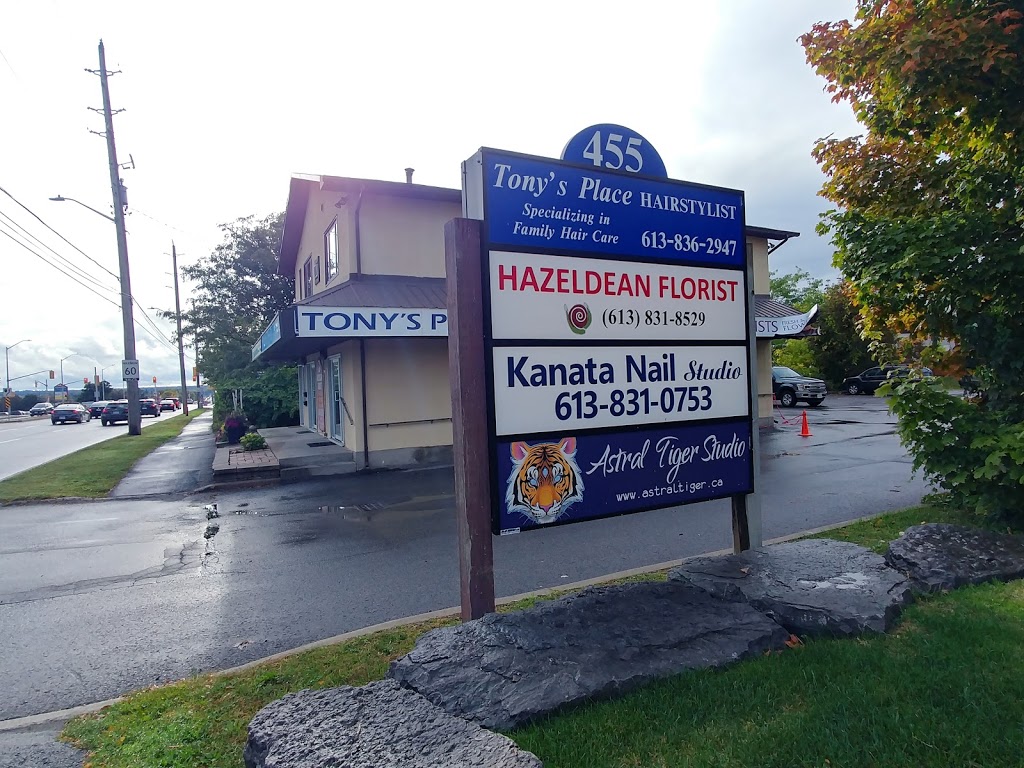 455
Tony's Place HAIRSTYLIST
Specializing in
Family Hair Care 613-836-2947
HAZELDEAN FLORIST
(613) 831-8529
Kanata Nail Studio
613-831-0753
Astral Tiger Studio
www.astraltiger.ca
TONY'S P
60